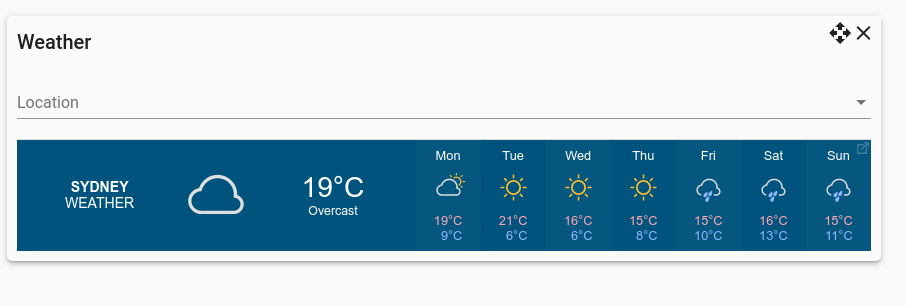 Weather
Location
SYDNEY
WEATHER
19°C
Overcast
Mon Tue Wed Thu Fri Sat Sun
19°C 21°C 16°C 15°C 15°C 16°C 15°C
9°C 6°C 6°C 8°C 10°C 13°C 11°C